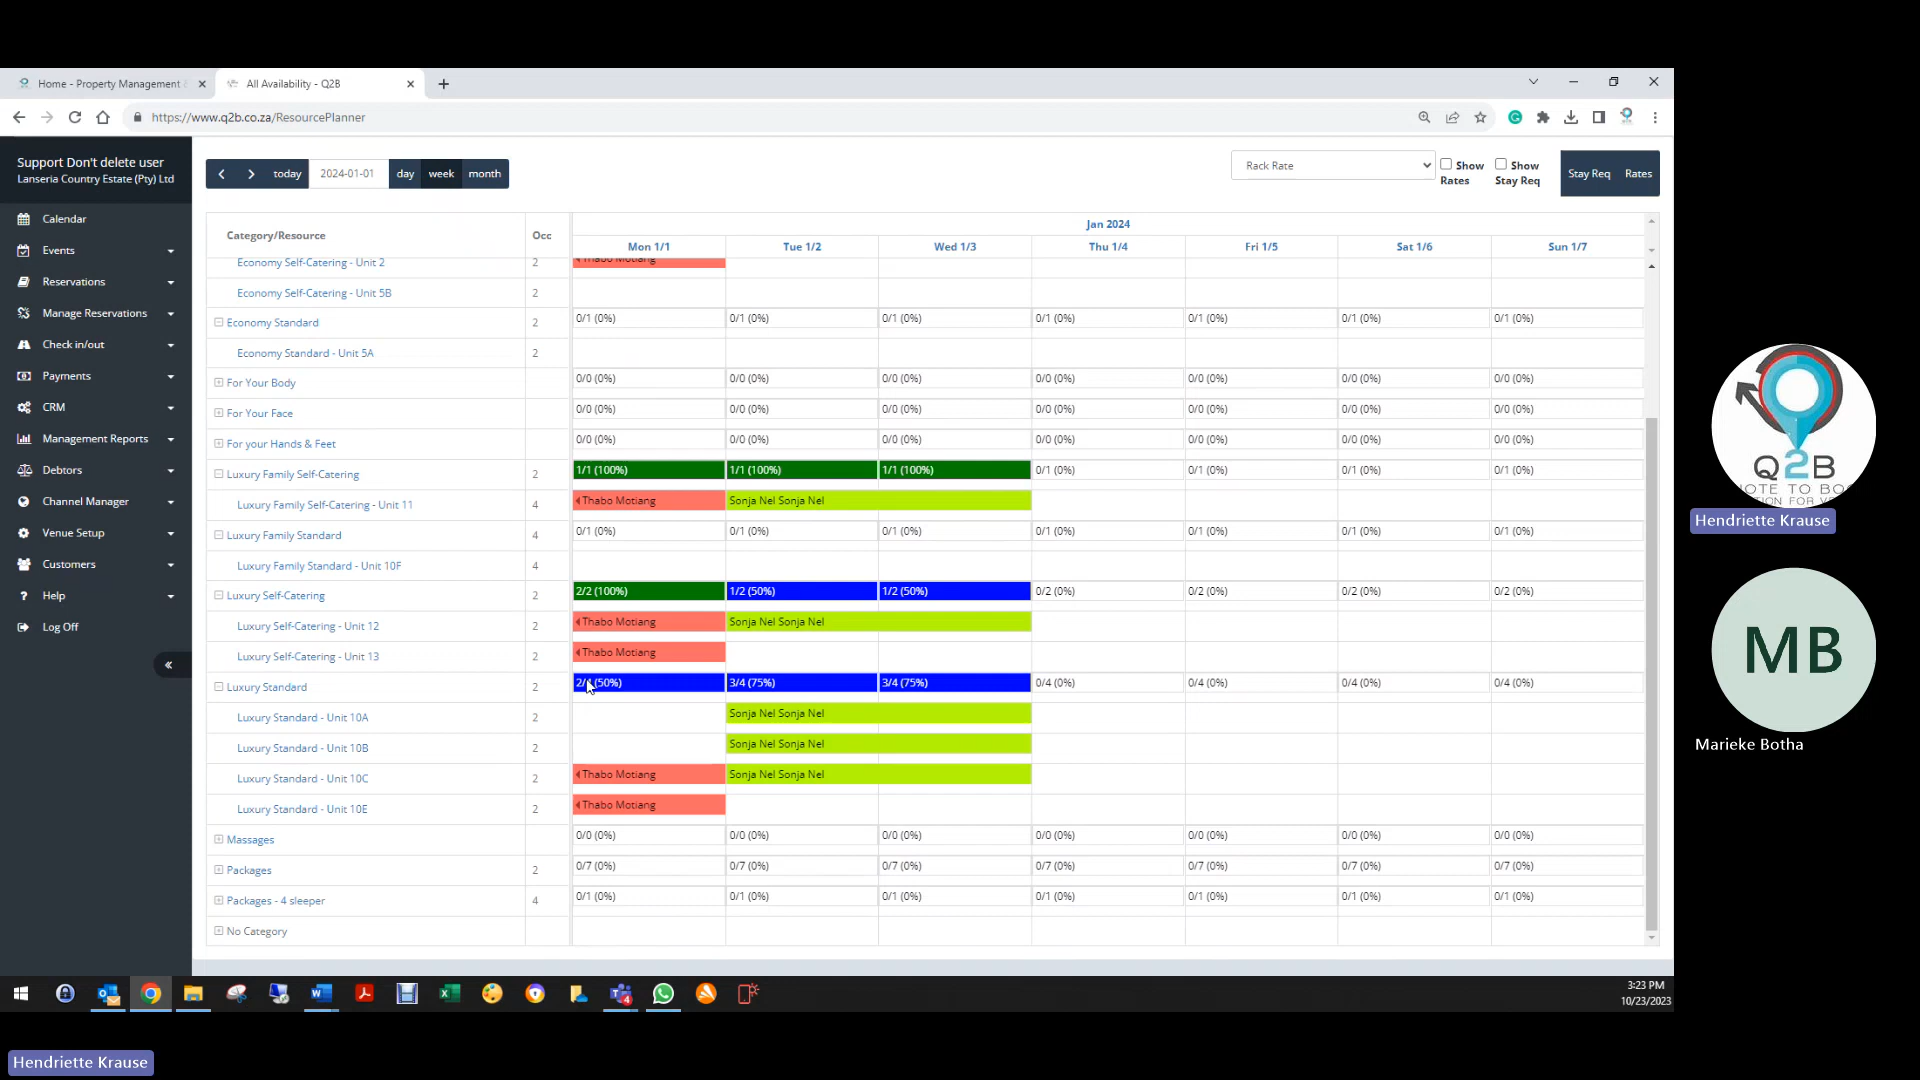 Home - Property Management
All Availability - Q2B
https://www.q2b.co.za/ResourcePlanner
Support Don't delete user
Lanseria Country Estate (Pty) Ltd
Calendar
Events
Reservations
Manage Reservations
Check in/out
Payments
CRM
Management Reports
Debtors
Channel Manager
Venue Setup
Customers
Help
Log Off
today 2024-01-01 day week month
Rack Rate Show Rates Show Stay Req Stay Req Rates
Category/Resource Occ Jan 2024
Mon 1/1 Tue 1/2 Wed 1/3 Thu 1/4 Fri 1/5 Sat 1/6 Sun 1/7
Economy Self-Catering - Unit 2 2 Thabo Motiang
Economy Self-Catering - Unit 5B 2
Economy Standard 2 0/1 (0%) 0/1 (0%) 0/1 (0%) 0/1 (0%) 0/1 (0%) 0/1 (0%) 0/1 (0%)
Economy Standard - Unit 5A 2
For Your Body 0/0 (0%) 0/0 (0%) 0/0 (0%) 0/0 (0%) 0/0 (0%) 0/0 (0%) 0/0 (0%)
For Your Face 0/0 (0%) 0/0 (0%) 0/0 (0%) 0/0 (0%) 0/0 (0%) 0/0 (0%) 0/0 (0%)
For your Hands & Feet 0/0 (0%) 0/0 (0%) 0/0 (0%) 0/0 (0%) 0/0 (0%) 0/0 (0%) 0/0 (0%)
Luxury Family Self-Catering 2 1/1 (100%) 1/1 (100%) 1/1 (100%) 0/1 (0%) 0/1 (0%) 0/1 (0%) 0/1 (0%)
Luxury Family Self-Catering - Unit 11 4 Thabo Motiang Sonja Nel Sonja Nel
Luxury Family Standard 4 0/1 (0%) 0/1 (0%) 0/1 (0%) 0/1 (0%) 0/1 (0%) 0/1 (0%) 0/1 (0%)
Luxury Family Standard - Unit 10F 4
Luxury Self-Catering 2 2/2 (100%) 1/2 (50%) 1/2 (50%) 0/2 (0%) 0/2 (0%) 0/2 (0%) 0/2 (0%)
Luxury Self-Catering - Unit 12 2 Thabo Motiang Sonja Nel Sonja Nel
Luxury Self-Catering - Unit 13 2 Thabo Motiang
Luxury Standard 2 2/4 (50%) 3/4 (75%) 3/4 (75%) 0/4 (0%) 0/4 (0%) 0/4 (0%) 0/4 (0%)
Luxury Standard - Unit 10A 2 Sonja Nel Sonja Nel
Luxury Standard - Unit 10B 2 Sonja Nel Sonja Nel
Luxury Standard - Unit 10C 2 Thabo Motiang Sonja Nel Sonja Nel
Luxury Standard - Unit 10E 2 Thabo Motiang
Massages 0/0 (0%) 0/0 (0%) 0/0 (0%) 0/0 (0%) 0/0 (0%) 0/0 (0%) 0/0 (0%)
Packages 2 0/7 (0%) 0/7 (0%) 0/7 (0%) 0/7 (0%) 0/7 (0%) 0/7 (0%) 0/7 (0%)
Packages - 4 sleeper 4 0/1 (0%) 0/1 (0%) 0/1 (0%) 0/1 (0%) 0/1 (0%) 0/1 (0%) 0/1 (0%)
No Category
3:23 PM
10/23/2023
Q2B
Hendriette Krause
MB
Marieke Botha
Hendriette Krause